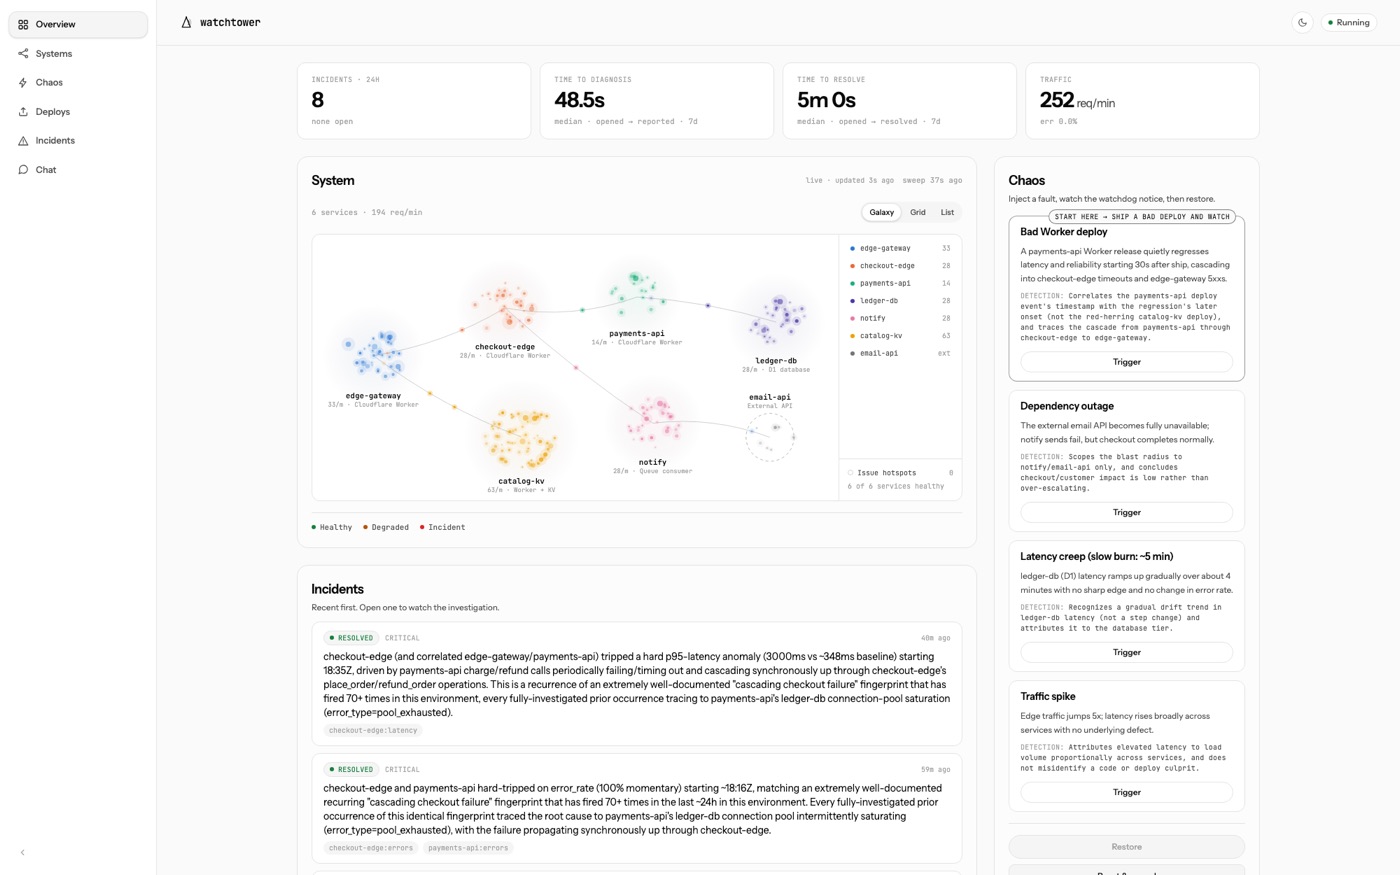 Overview
Systems
Chaos
Deploys
Incidents
Chat
watchtower
Running
INCIDENTS · 24H
8
none open
TIME TO DIAGNOSIS
48.5s
median · opened → reported · 7d
TIME TO RESOLVE
5m 0s
median · opened → resolved · 7d
TRAFFIC
252 req/min
err 0.0%
System
live · updated 3s ago sweep 37s ago
6 services · 194 req/min
Galaxy Grid List
edge-gateway
33/m · Cloudflare Worker
checkout-edge
28/m · Cloudflare Worker
payments-api
14/m · Cloudflare Worker
ledger-db
28/m · D1 database
catalog-kv
63/m · Worker + KV
notify
28/m · Queue consumer
email-api
External API
edge-gateway 33
checkout-edge 28
payments-api 14
ledger-db 28
notify 28
catalog-kv 63
email-api ext
Issue hotspots 0
6 of 6 services healthy
Healthy Degraded Incident
Incidents
Recent first. Open one to watch the investigation.
RESOLVED CRITICAL 40m ago
checkout-edge (and correlated edge-gateway/payments-api) tripped a hard p95-latency anomaly (3000ms vs ~348ms baseline) starting
18:35Z, driven by payments-api charge/refund calls periodically failing/timing out and cascading synchronously up through checkout-edge's
place_order/refund_order operations. This is a recurrence of an extremely well-documented "cascading checkout failure" fingerprint that has
fired 70+ times in this environment, every fully-investigated prior occurrence tracing to payments-api's ledger-db connection-pool saturation
(error_type=pool_exhausted).
checkout-edge:latency
RESOLVED CRITICAL 59m ago
checkout-edge and payments-api hard-tripped on error_rate (100% momentary) starting ~18:16Z, matching an extremely well-documented
recurring "cascading checkout failure" fingerprint that has fired 70+ times in the last ~24h in this environment. Every fully-investigated prior
occurrence of this identical fingerprint traced the root cause to payments-api's ledger-db connection pool intermittently saturating
(error_type=pool_exhausted), with the failure propagating synchronously up through checkout-edge.
checkout-edge:errors payments-api:errors
Chaos
Inject a fault, watch the watchdog notice, then restore.
START HERE → SHIP A BAD DEPLOY AND WATCH
Bad Worker deploy
A payments-api Worker release quietly regresses
latency and reliability starting 30s after ship, cascading
into checkout-edge timeouts and edge-gateway 5xxs.
DETECTION: Correlates the payments-api deploy
event's timestamp with the regression's later
onset (not the red-herring catalog-kv deploy),
and traces the cascade from payments-api through
checkout-edge to edge-gateway.
Trigger
Dependency outage
The external email API becomes fully unavailable;
notify sends fail, but checkout completes normally.
DETECTION: Scopes the blast radius to
notify/email-api only, and concludes
checkout/customer impact is low rather than
over-escalating.
Trigger
Latency creep (slow burn: ~5 min)
ledger-db (D1) latency ramps up gradually over about 4
minutes with no sharp edge and no change in error rate.
DETECTION: Recognizes a gradual drift trend in
ledger-db latency (not a step change) and
attributes it to the database tier.
Trigger
Traffic spike
Edge traffic jumps 5x; latency rises broadly across
services with no underlying defect.
DETECTION: Attributes elevated latency to load
volume proportionally across services, and does
not misidentify a code or deploy culprit.
Trigger
Restore